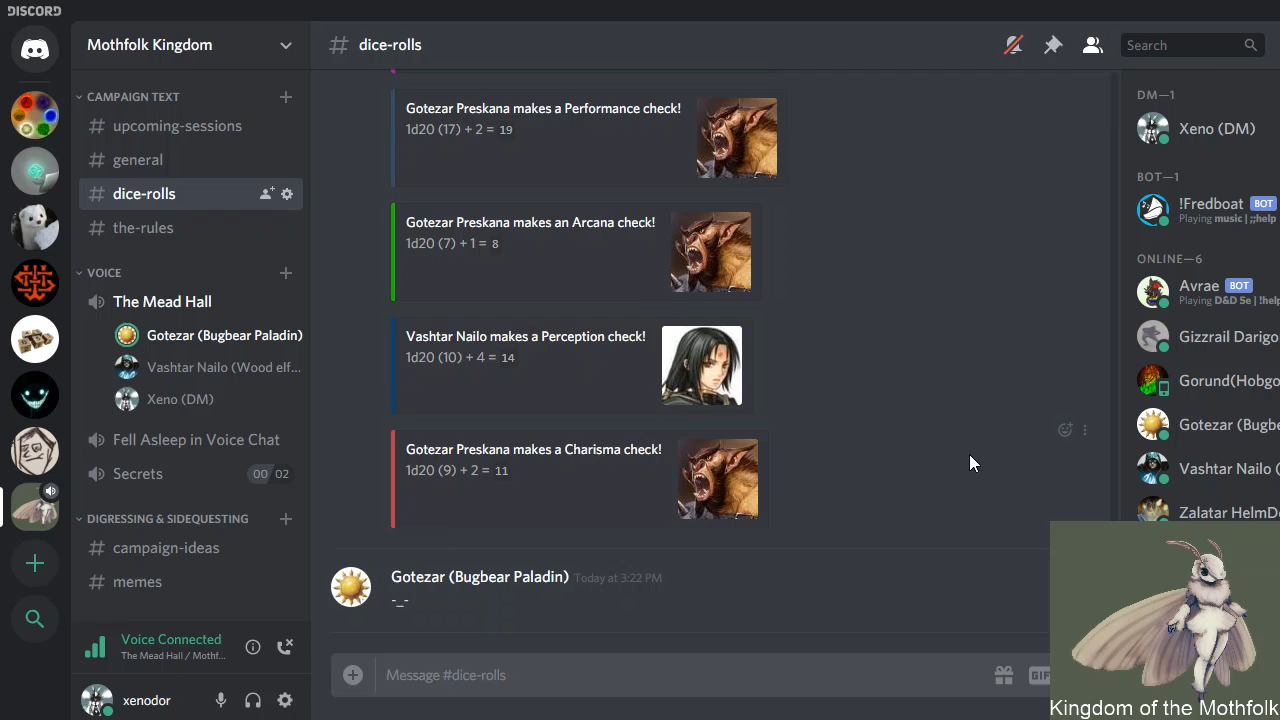 DISCORD
Mothfolk Kingdom
CAMPAIGN TEXT
upcoming-sessions
general
dice-rolls
the-rules
VOICE
The Mead Hall
Gotezar (Bugbear Paladin)
Vashtar Nailo (Wood elf...
Xeno (DM)
Fell Asleep in Voice Chat
Secrets 00 02
DIGRESSING & SIDEQUESTING
campaign-ideas
memes
Voice Connected
The Mead Hall / Mothf...
xenodor
# dice-rolls
Search
Gotezar Preskana makes a Performance check!
1d20 (17) + 2 = 19
Gotezar Preskana makes an Arcana check!
1d20 (7) + 1 = 8
Vashtar Nailo makes a Perception check!
1d20 (10) + 4 = 14
Gotezar Preskana makes a Charisma check!
1d20 (9) + 2 = 11
Gotezar (Bugbear Paladin) Today at 3:22 PM
-_-
Message #dice-rolls
GIF
DM—1
Xeno (DM)
BOT—1
!Fredboat BOT
Playing music | ;;help
ONLINE—6
Avrae BOT
Playing D&D 5e | !help
Gizzrail Darigo
Gorund(Hobgo
Gotezar (Bugbe
Vashtar Nailo (
Zalatar HelmDe
Kingdom of the Mothfolk